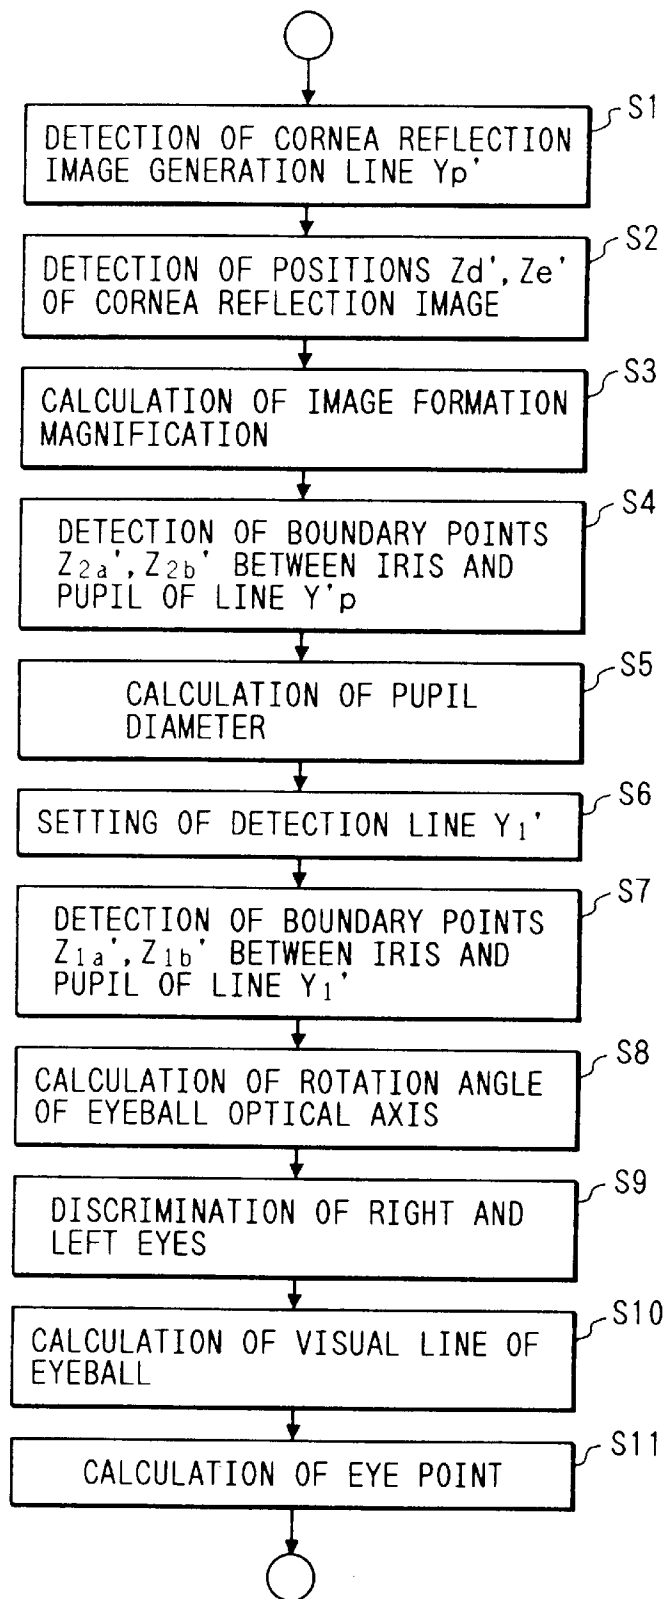 S1
DETECTION OF CORNEA REFLECTION
IMAGE GENERATION LINE Yp'
S2
DETECTION OF POSITIONS Zd', Ze'
OF CORNEA REFLECTION IMAGE
S3
CALCULATION OF IMAGE FORMATION
MAGNIFICATION
S4
DETECTION OF BOUNDARY POINTS
Z2a', Z2b' BETWEEN IRIS AND
PUPIL OF LINE Y'p
S5
CALCULATION OF PUPIL
DIAMETER
S6
SETTING OF DETECTION LINE Y1'
S7
DETECTION OF BOUNDARY POINTS
Z1a', Z1b' BETWEEN IRIS AND
PUPIL OF LINE Y1'
S8
CALCULATION OF ROTATION ANGLE
OF EYEBALL OPTICAL AXIS
S9
DISCRIMINATION OF RIGHT AND
LEFT EYES
S10
CALCULATION OF VISUAL LINE OF
EYEBALL
S11
CALCULATION OF EYE POINT